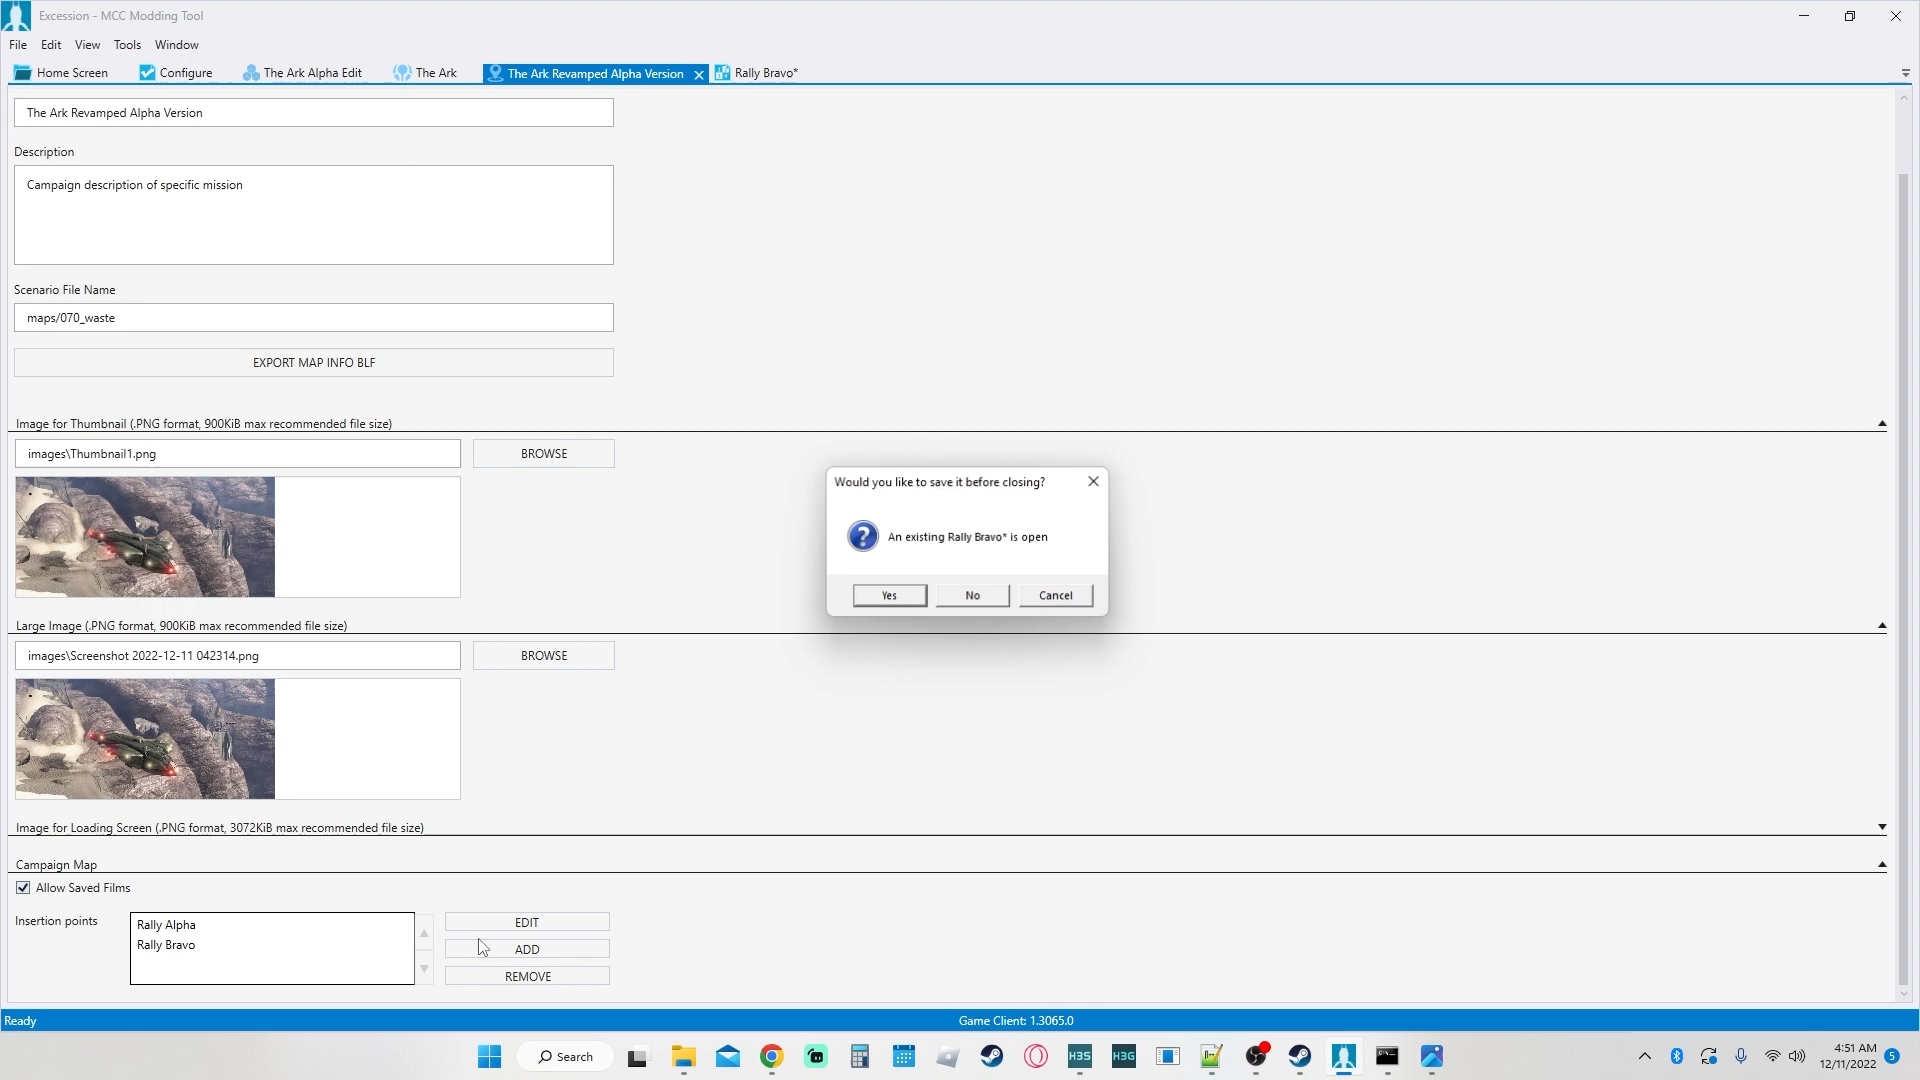 Excession - MCC Modding Tool
File Edit View Tools Window
Home Screen Configure The Ark Alpha Edit The Ark The Ark Revamped Alpha Version Rally Bravo*
The Ark Revamped Alpha Version
Description
Campaign description of specific mission
Scenario File Name
maps/070_waste
EXPORT MAP INFO BLF
Image for Thumbnail (.PNG format, 900KiB max recommended file size)
images\Thumbnail1.png BROWSE
Would you like to save it before closing?
An existing Rally Bravo* is open
Yes No Cancel
Large Image (.PNG format, 900KiB max recommended file size)
images\Screenshot 2022-12-11 042314.png BROWSE
Image for Loading Screen (.PNG format, 3072KiB max recommended file size)
Campaign Map
Allow Saved Films
Insertion points
Rally Alpha
Rally Bravo
EDIT
ADD
REMOVE
Ready Game Client: 1.3065.0
Search H3S H3G 4:51 AM 5
12/11/2022